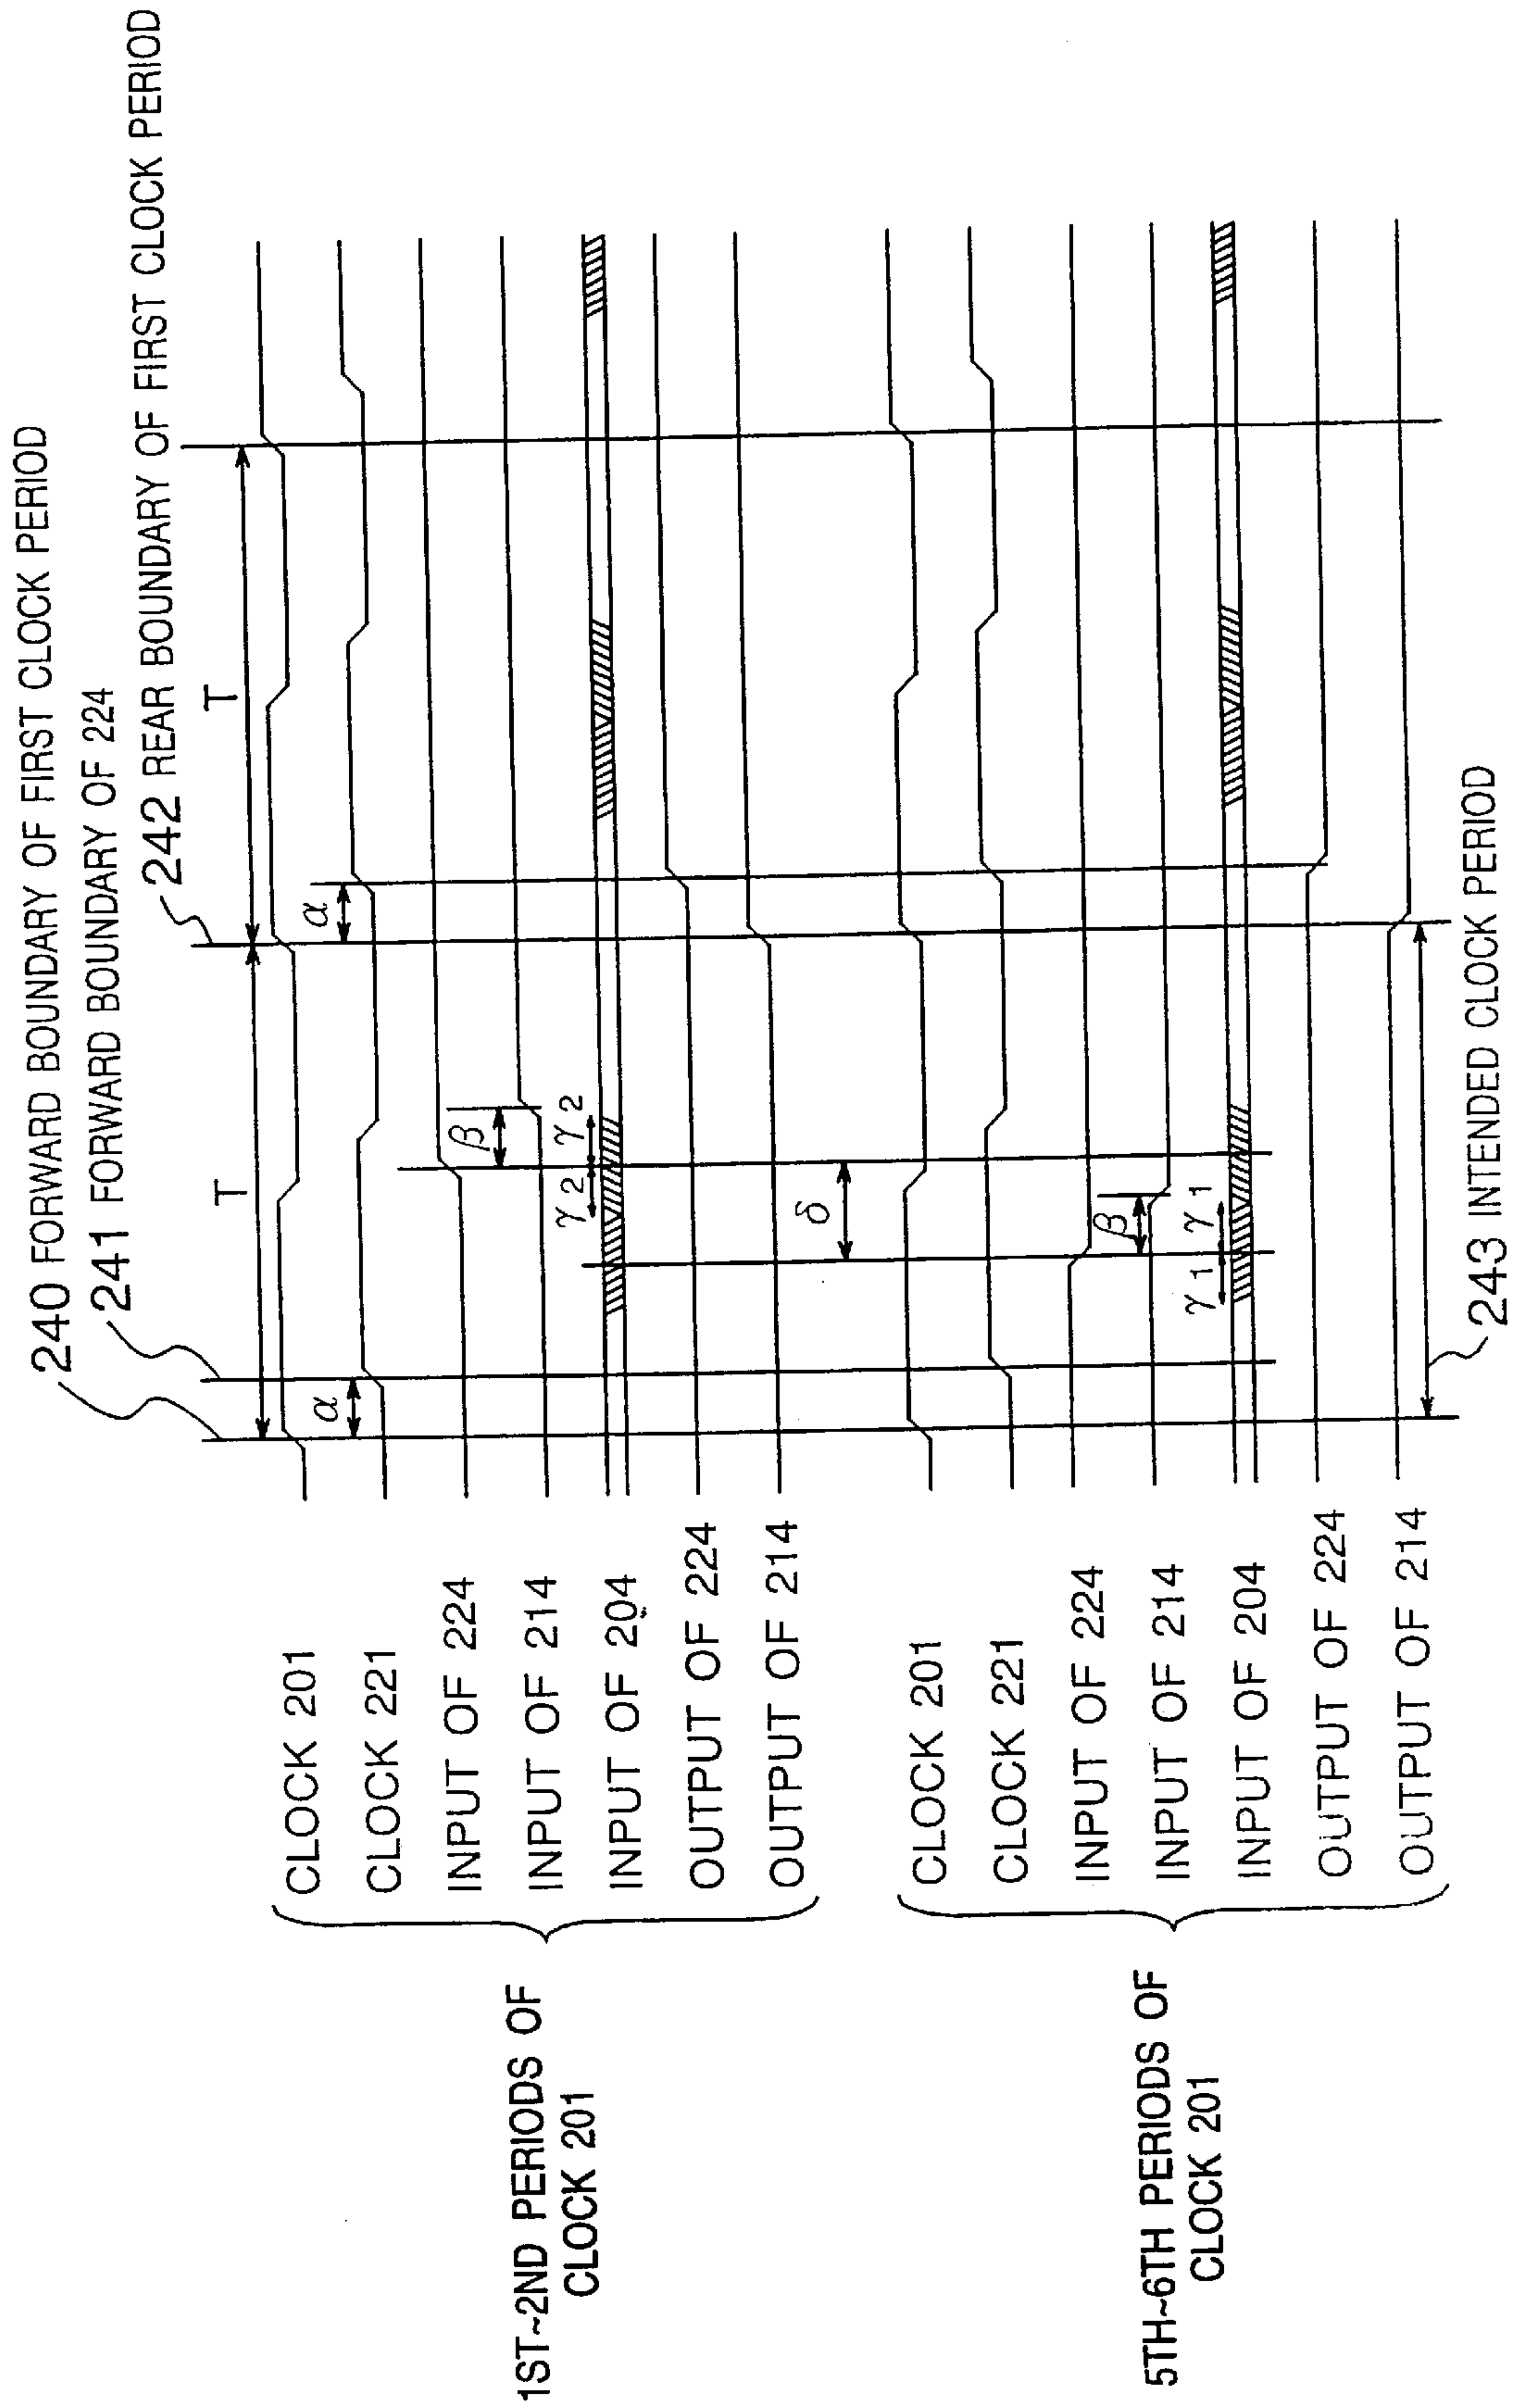 240 FORWARD BOUNDARY OF FIRST CLOCK PERIOD
241 FORWARD BOUNDARY OF 224
242 REAR BOUNDARY OF FIRST CLOCK PERIOD
T
T
α
α
β
γ2
γ2
δ
β
γ1
γ1
1ST~2ND PERIODS OF
CLOCK 201
CLOCK 201
CLOCK 221
INPUT OF 224
INPUT OF 214
INPUT OF 204
OUTPUT OF 224
OUTPUT OF 214
5TH~6TH PERIODS OF
CLOCK 201
CLOCK 201
CLOCK 221
INPUT OF 224
INPUT OF 214
INPUT OF 204
OUTPUT OF 224
OUTPUT OF 214
243 INTENDED CLOCK PERIOD